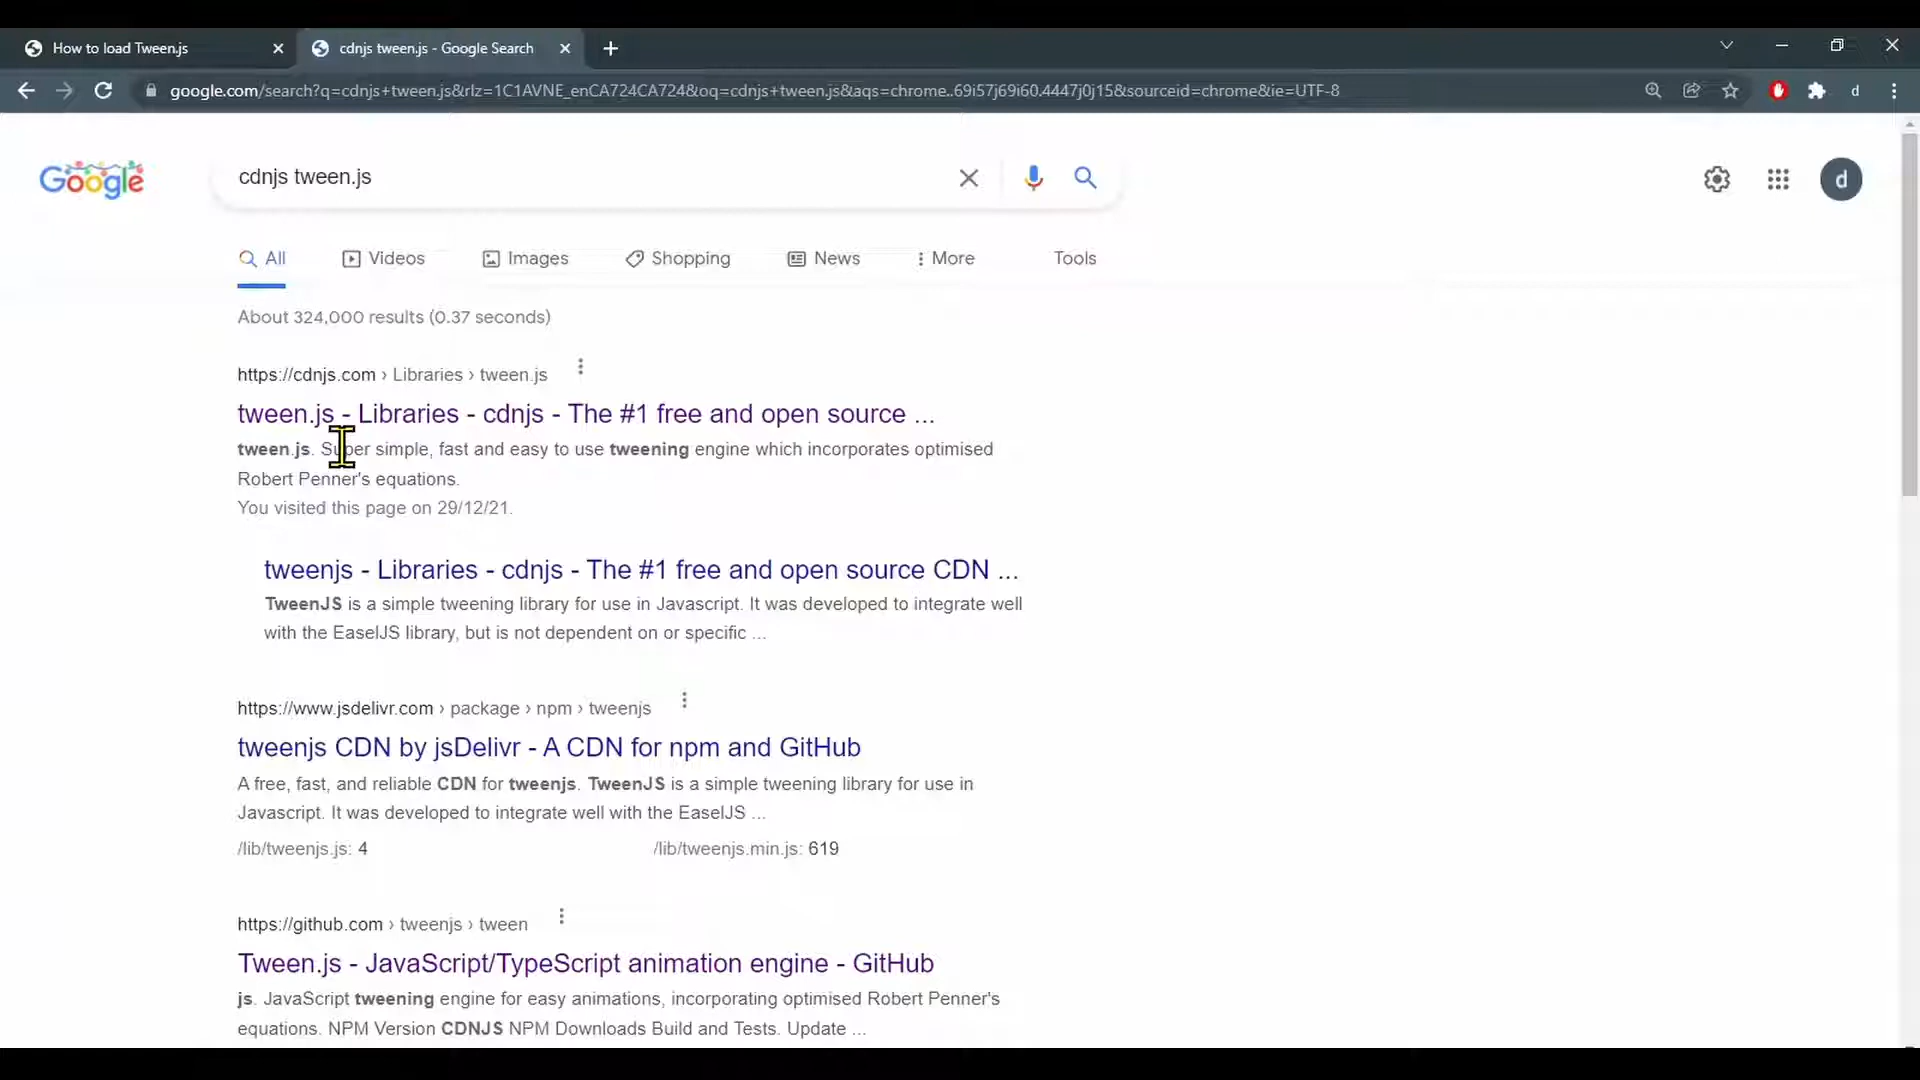 How to load Tween.js
cdnjs tween.js - Google Search
google.com/search?q=cdnjs+tween.js&rlz=1C1AVNE_enCA724CA724&oq=cdnjs+tween.js&aqs=chrome..69i57j69i60.4447j0j15&sourceid=chrome&ie=UTF-8
d
Google
cdnjs tween.js
d
All Videos Images Shopping News More Tools
About 324,000 results (0.37 seconds)
https://cdnjs.com › Libraries › tween.js
tween.js - Libraries - cdnjs - The #1 free and open source ...
tween.js. Super simple, fast and easy to use tweening engine which incorporates optimised
Robert Penner's equations.
You visited this page on 29/12/21.
tweenjs - Libraries - cdnjs - The #1 free and open source CDN ...
TweenJS is a simple tweening library for use in Javascript. It was developed to integrate well
with the EaselJS library, but is not dependent on or specific ...
https://www.jsdelivr.com › package › npm › tweenjs
tweenjs CDN by jsDelivr - A CDN for npm and GitHub
A free, fast, and reliable CDN for tweenjs. TweenJS is a simple tweening library for use in
Javascript. It was developed to integrate well with the EaselJS ...
/lib/tweenjs.js: 4 /lib/tweenjs.min.js: 619
https://github.com › tweenjs › tween
Tween.js - JavaScript/TypeScript animation engine - GitHub
js. JavaScript tweening engine for easy animations, incorporating optimised Robert Penner's
equations. NPM Version CDNJS NPM Downloads Build and Tests. Update ...